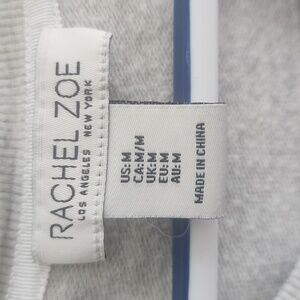 RACHEL ZOE
LOS ANGELES NEW YORK
US:M
CA:M/M
UK:M
EU:M
AU:M
MADE IN CHINA